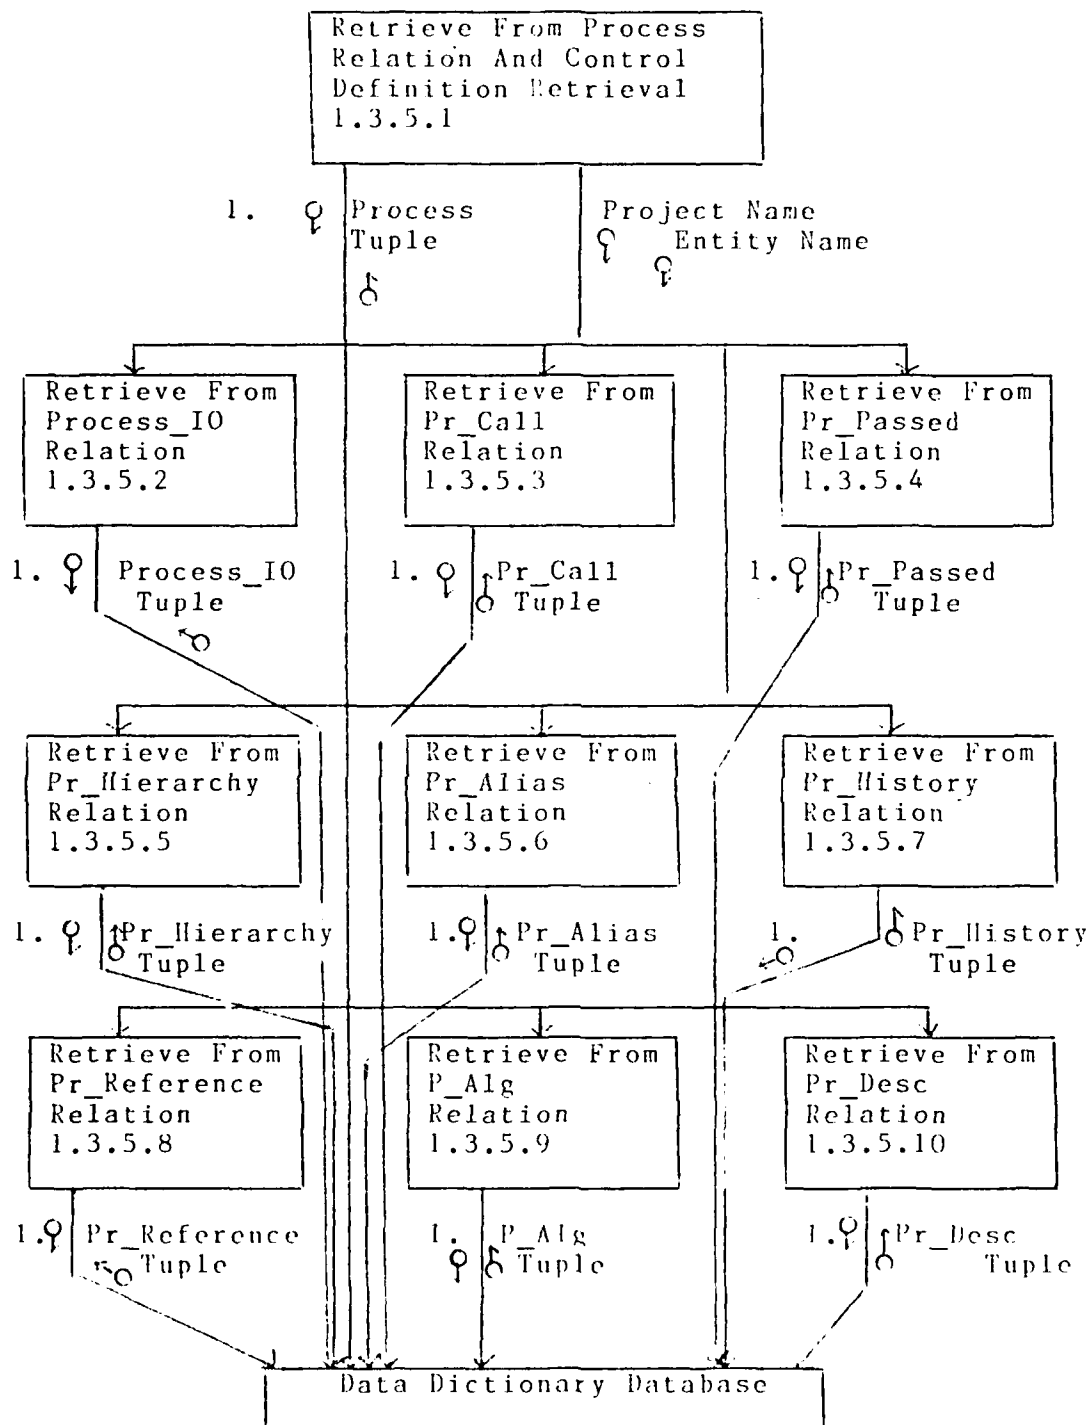 Retrieve From Process
Relation And Control
Definition Retrieval
1.3.5.1
1.
Process
Tuple
Project Name
Entity Name
Retrieve From
Process_IO
Relation
1.3.5.2
Retrieve From
Pr_Call
Relation
1.3.5.3
Retrieve From
Pr_Passed
Relation
1.3.5.4
1.
Process_IO
Tuple
1.
Pr_Call
Tuple
1.
Pr_Passed
Tuple
Retrieve From
Pr_Hierarchy
Relation
1.3.5.5
Retrieve From
Pr_Alias
Relation
1.3.5.6
Retrieve From
Pr_History
Relation
1.3.5.7
1.
Pr_Hierarchy
Tuple
1.
Pr_Alias
Tuple
1.
Pr_History
Tuple
Retrieve From
Pr_Reference
Relation
1.3.5.8
Retrieve From
P_Alg
Relation
1.3.5.9
Retrieve From
Pr_Desc
Relation
1.3.5.10
1.
Pr_Reference
Tuple
1.
P_Alg
Tuple
1.
Pr_Desc
Tuple
Data Dictionary Database